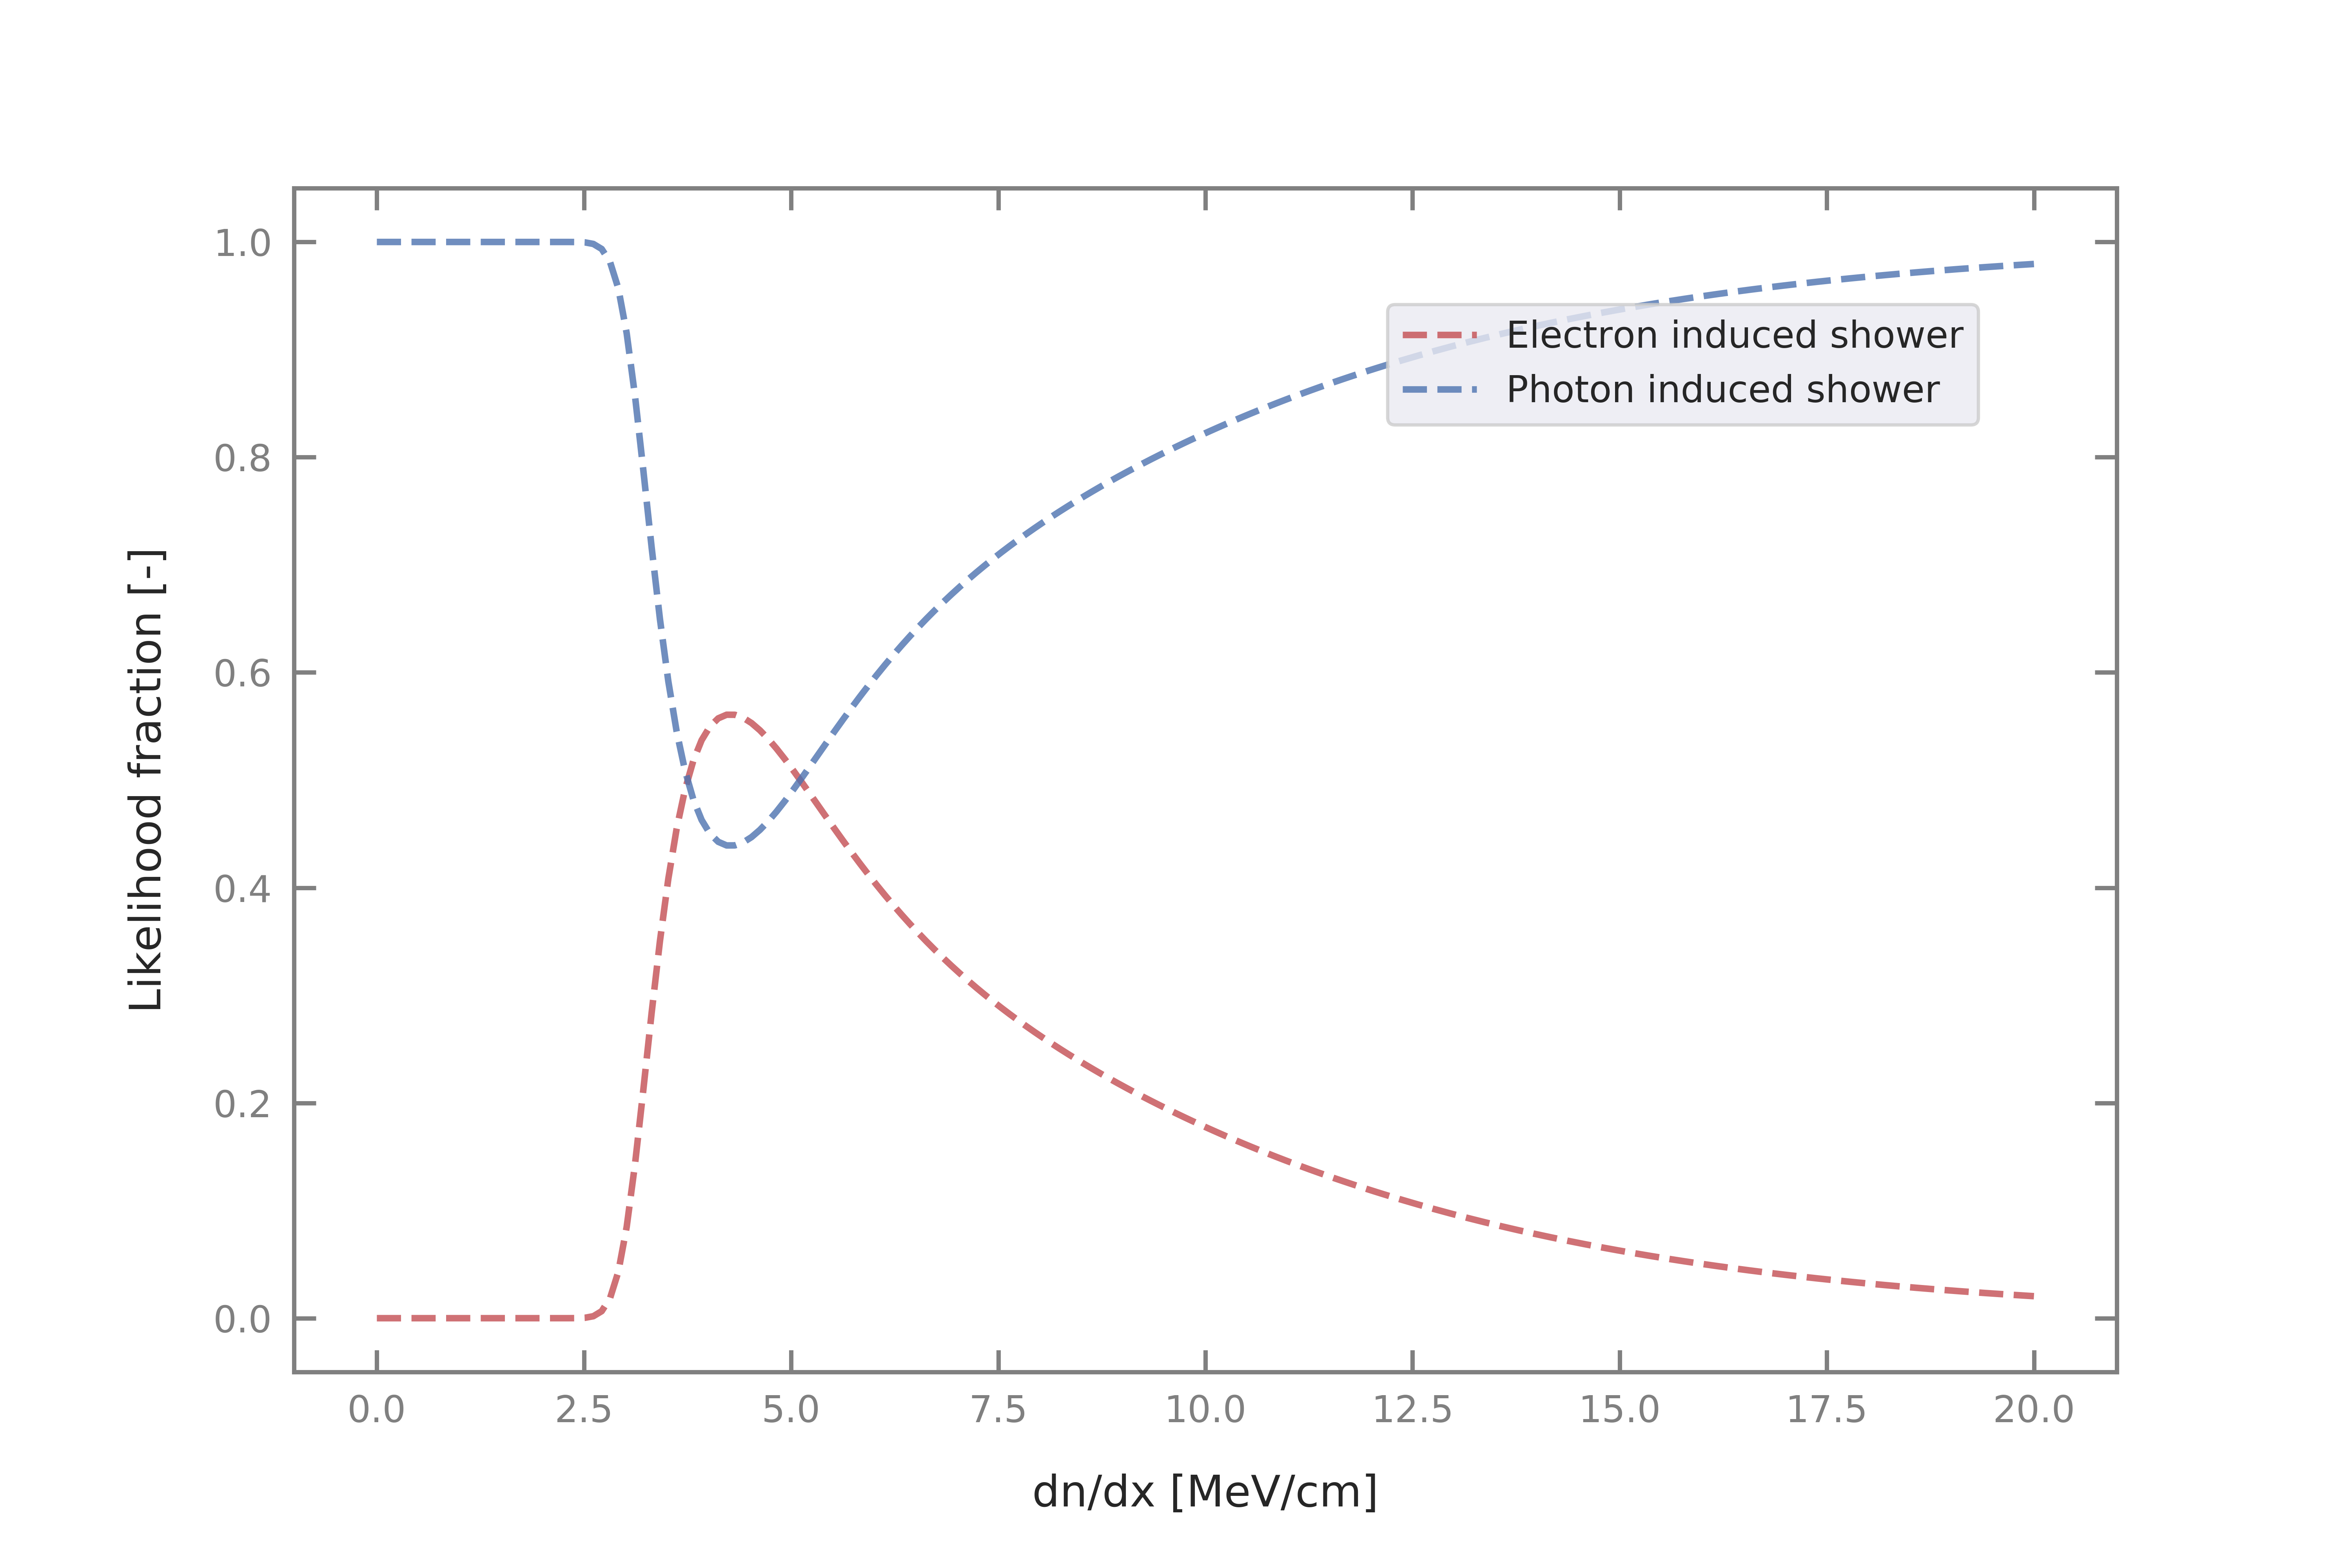 Electron induced shower
Photon induced shower
1.0
0.8
0.6
0.4
0.2
0.0
Likelihood fraction [-]
0.0 2.5 5.0 7.5 10.0 12.5 15.0 17.5 20.0
dn/dx [MeV/cm]